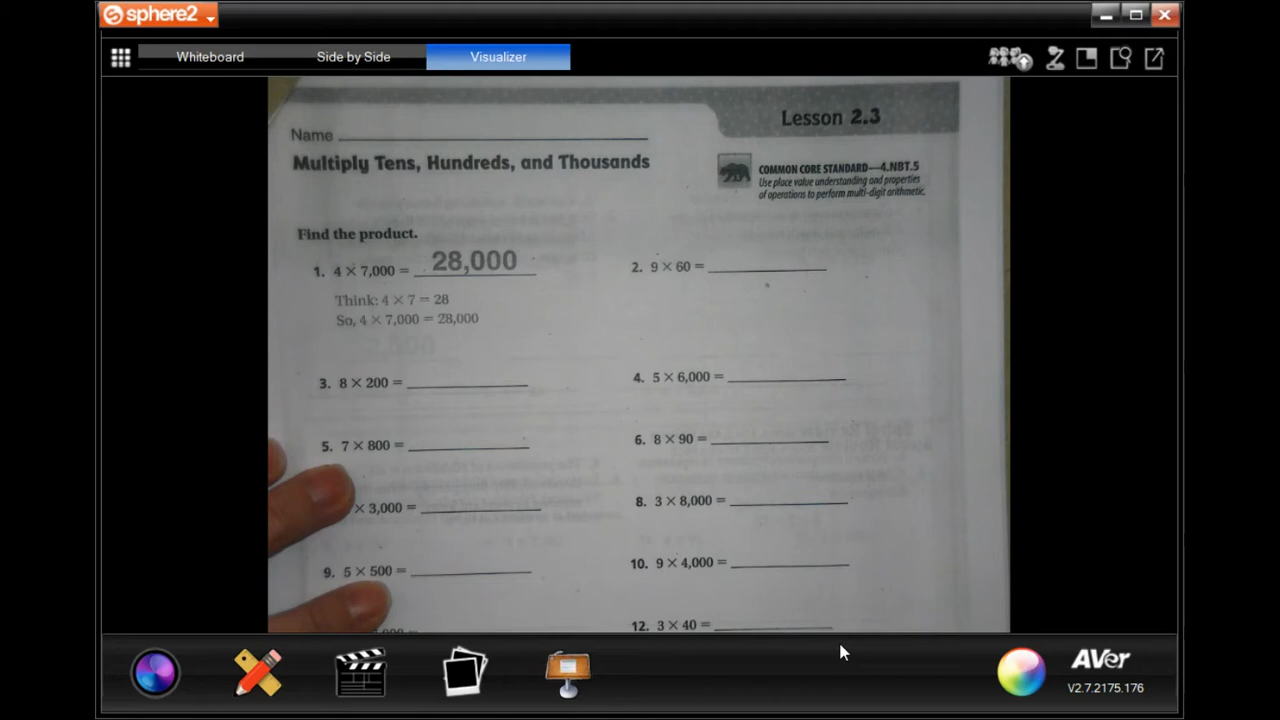 sphere2
Whiteboard
Side by Side
Visualizer
Lesson 2.3
Name
Multiply Tens, Hundreds, and Thousands
COMMON CORE STANDARD—4.NBT.5
Use place value understanding and properties
of operations to perform multi-digit arithmetic.
Find the product.
1. 4 × 7,000 = 28,000
Think: 4 × 7 = 28
So, 4 × 7,000 = 28,000
2. 9 × 60 =
3. 8 × 200 =
4. 5 × 6,000 =
5. 7 × 800 =
6. 8 × 90 =
× 3,000 =
8. 3 × 8,000 =
9. 5 × 500 =
10. 9 × 4,000 =
12. 3 × 40 =
AVer
V2.7.2175.176